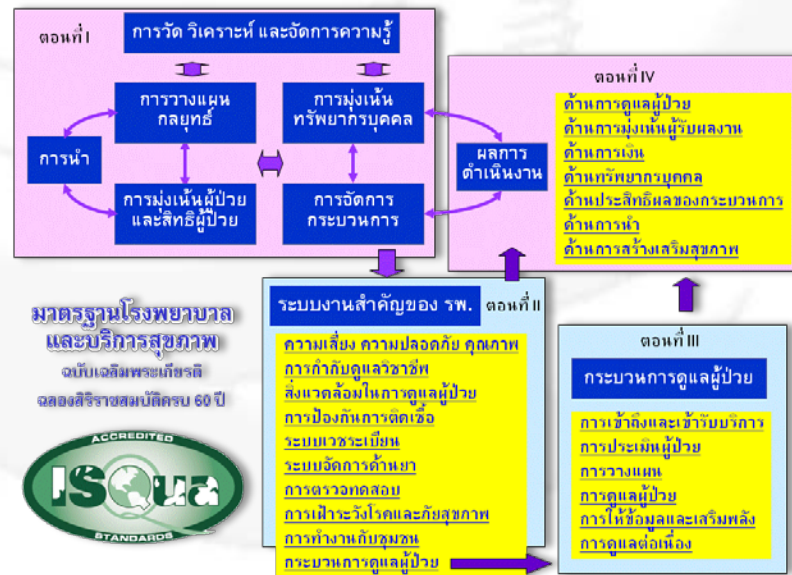 ตอนที่ I
การวัด วิเคราะห์ และจัดการความรู้
การวางแผน
กลยุทธ์
การมุ่งเน้น
ทรัพยากรบุคคล
การนำ
การมุ่งเน้นผู้ป่วย
และสิทธิผู้ป่วย
การจัดการ
กระบวนการ
ผลการ
ดำเนินงาน
ตอนที่ IV
ด้านการดูแลผู้ป่วย
ด้านการมุ่งเน้นผู้รับผลงาน
ด้านการเงิน
ด้านทรัพยากรบุคคล
ด้านประสิทธิผลของกระบวนการ
ด้านการนำ
ด้านการสร้างเสริมสุขภาพ
มาตรฐานโรงพยาบาล
และบริการสุขภาพ
ฉบับเฉลิมพระเกียรติ
ฉลองสิริราชสมบัติครบ 60 ปี
ACCREDITED
ISQua
STANDARDS
ระบบงานสำคัญของ รพ. ตอนที่ II
ความเสี่ยง ความปลอดภัย คุณภาพ
การกำกับดูแลวิชาชีพ
สิ่งแวดล้อมในการดูแลผู้ป่วย
การป้องกันการติดเชื้อ
ระบบเวชระเบียน
ระบบจัดการด้านยา
การตรวจทดสอบ
การเฝ้าระวังโรคและภัยสุขภาพ
การทำงานกับชุมชน
กระบวนการดูแลผู้ป่วย
ตอนที่ III
กระบวนการดูแลผู้ป่วย
การเข้าถึงและเข้ารับบริการ
การประเมินผู้ป่วย
การวางแผน
การดูแลผู้ป่วย
การให้ข้อมูลและเสริมพลัง
การดูแลต่อเนื่อง